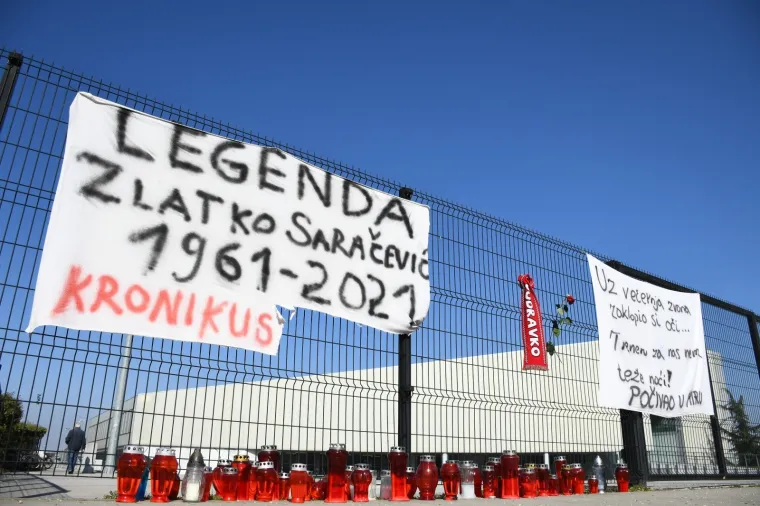 LEGENDA
ZLATKO SARAČEVIĆ
1961-2021
KRONIKUS
PODRAVKO
Uz večernja zvona
zaklopio si oči...
za nas nema
teže noći!
POČIVAO U MIRU